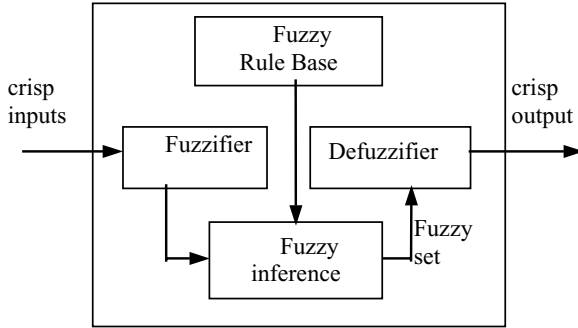 Fuzzy
Rule Base
crisp
inputs
crisp
output
Fuzzifier
Defuzzifier
Fuzzy
inference
Fuzzy
set